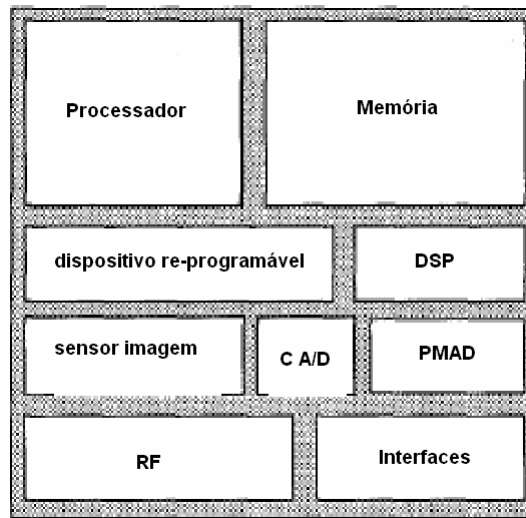 Processador
Memória
dispositivo re-programável
DSP
sensor imagem
C A/D
PMAD
RF
Interfaces